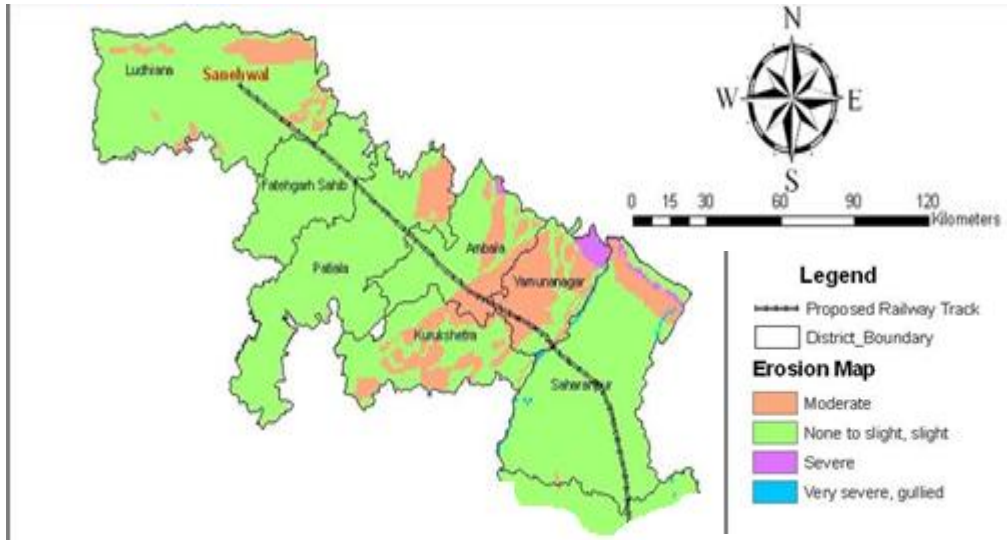 N
W E
S
0 15 30 60 90 120
Kilometers
Ludhiana
Sanehwal
Fatehgarh Sahib
Patiala
Ambala
Yamunanagar
Kurukshetra
Saharanpur
Legend
Proposed Railway Track
District_Boundary
Erosion Map
Moderate
None to slight, slight
Severe
Very severe, gullied